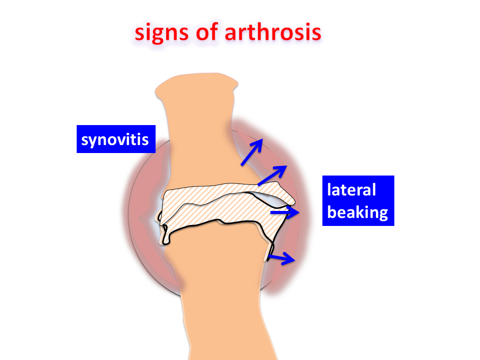 signs of arthrosis
synovitis
lateral
beaking